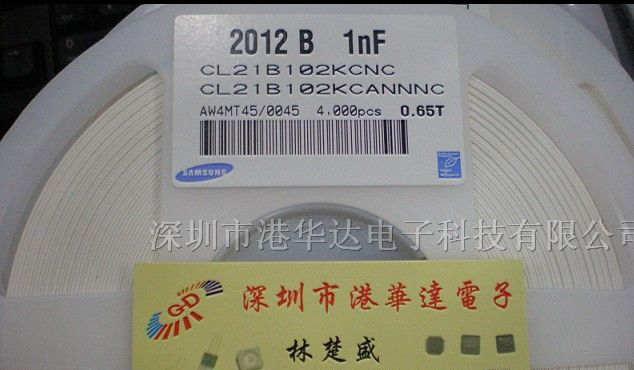 2012 B 1nF
CL21B102KCNC
CL21B102KCANNNC
AW4MT45/0045 4,000pcs 0.65T
SAMSUNG
深圳市港华达电子科技有限公司
深圳市港華達電子
林楚盛